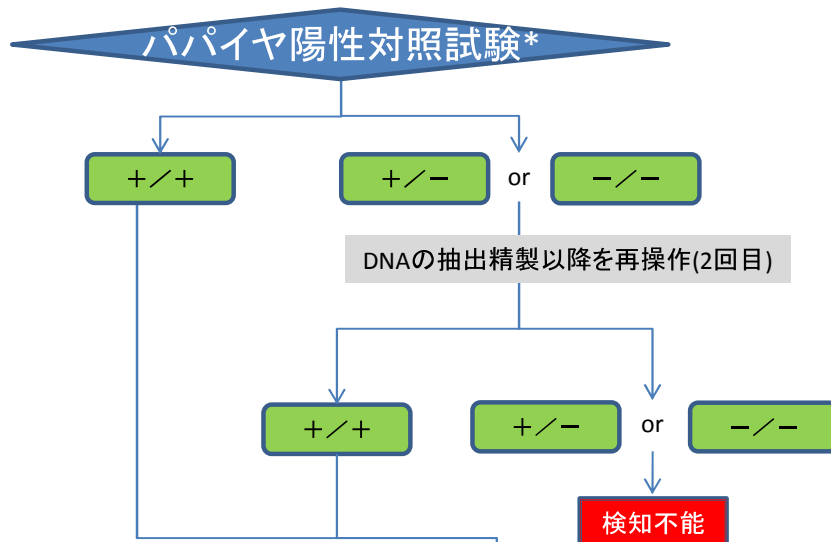 パパイヤ陽性対照試験*
+／+
+／−
or
−／−
DNAの抽出精製以降を再操作(2回目)
+／+
+／−
or
−／−
検知不能